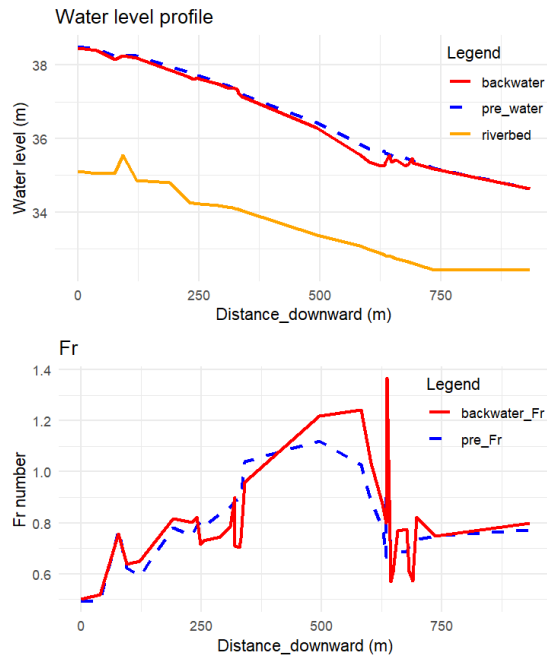 Water level profile
Water level (m)
38
36
34
Legend
backwater
pre_water
riverbed
0
250
500
750
Distance_downward (m)
Fr
Fr number
1.4
1.2
1.0
0.8
0.6
Legend
backwater_Fr
pre_Fr
0
250
500
750
Distance_downward (m)